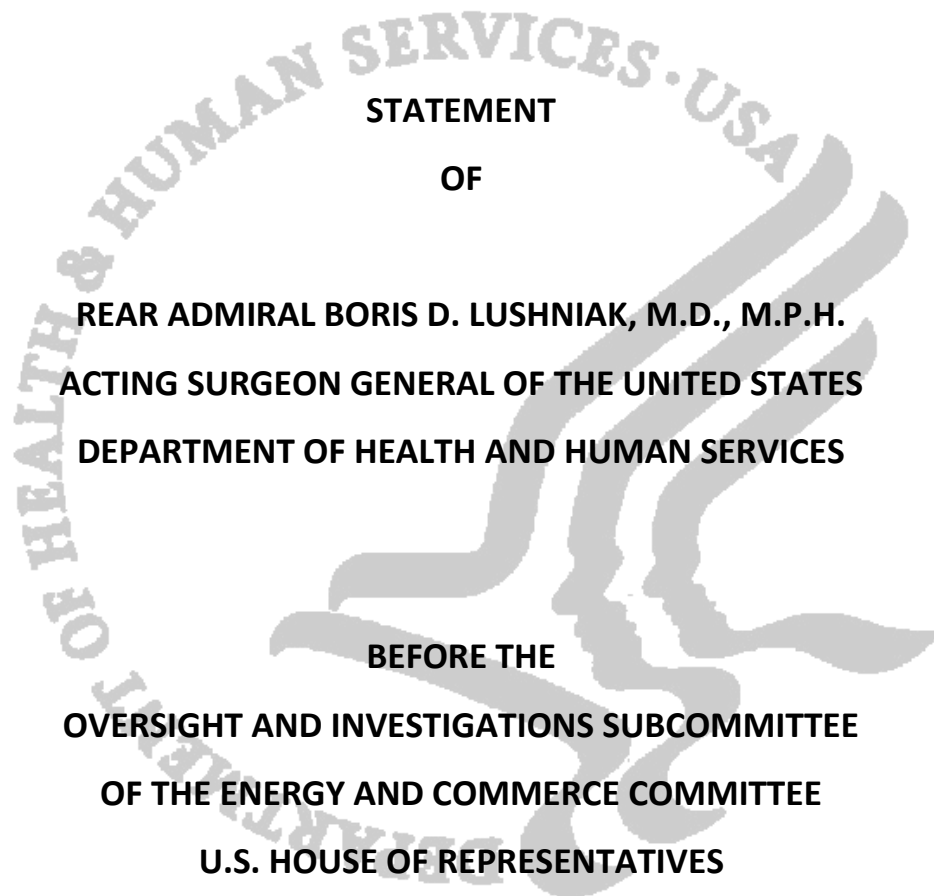 DEPARTMENT OF HEALTH & HUMAN SERVICES · USA
STATEMENT
OF
REAR ADMIRAL BORIS D. LUSHNIAK, M.D., M.P.H.
ACTING SURGEON GENERAL OF THE UNITED STATES
DEPARTMENT OF HEALTH AND HUMAN SERVICES
BEFORE THE
OVERSIGHT AND INVESTIGATIONS SUBCOMMITTEE
OF THE ENERGY AND COMMERCE COMMITTEE
U.S. HOUSE OF REPRESENTATIVES